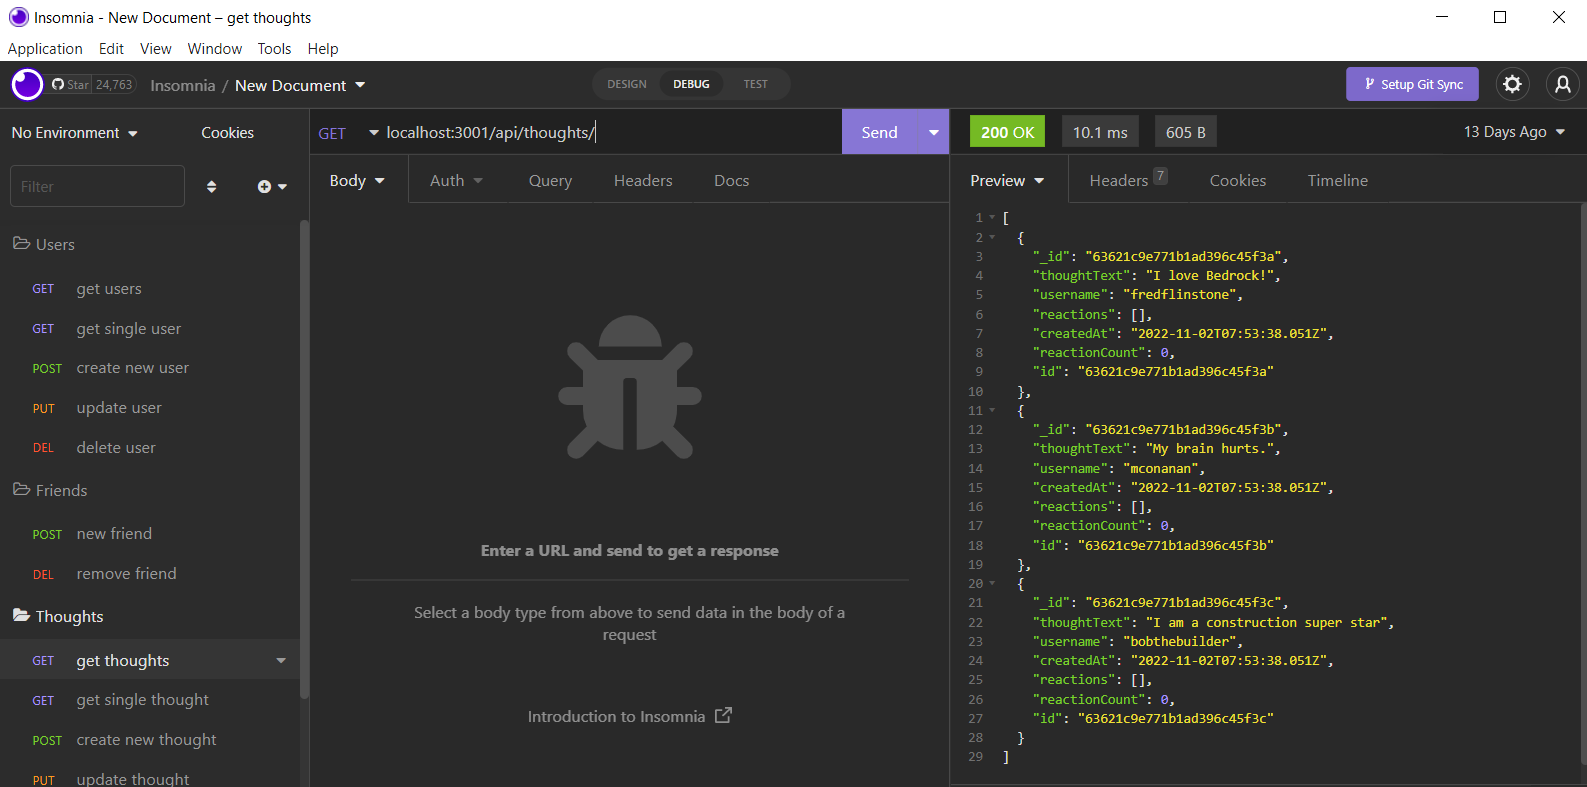 Insomnia - New Document – get thoughts
Application Edit View Window Tools Help
Star 24,763 Insomnia / New Document DESIGN DEBUG TEST Setup Git Sync
No Environment Cookies
GET localhost:3001/api/thoughts/ Send
200 OK 10.1 ms 605 B 13 Days Ago
Filter
Body Auth Query Headers Docs
Preview Headers 7 Cookies Timeline
Users
GET get users
GET get single user
POST create new user
PUT update user
DEL delete user
Friends
POST new friend
DEL remove friend
Thoughts
GET get thoughts
GET get single thought
POST create new thought
PUT update thought
Enter a URL and send to get a response
Select a body type from above to send data in the body of a
request
Introduction to Insomnia
1 [
2 {
3 "_id": "63621c9e771b1ad396c45f3a",
4 "thoughtText": "I love Bedrock!",
5 "username": "fredflinstone",
6 "reactions": [],
7 "createdAt": "2022-11-02T07:53:38.051Z",
8 "reactionCount": 0,
9 "id": "63621c9e771b1ad396c45f3a"
10 },
11 {
12 "_id": "63621c9e771b1ad396c45f3b",
13 "thoughtText": "My brain hurts.",
14 "username": "mconanan",
15 "createdAt": "2022-11-02T07:53:38.051Z",
16 "reactions": [],
17 "reactionCount": 0,
18 "id": "63621c9e771b1ad396c45f3b"
19 },
20 {
21 "_id": "63621c9e771b1ad396c45f3c",
22 "thoughtText": "I am a construction super star",
23 "username": "bobthebuilder",
24 "createdAt": "2022-11-02T07:53:38.051Z",
25 "reactions": [],
26 "reactionCount": 0,
27 "id": "63621c9e771b1ad396c45f3c"
28 }
29 ]